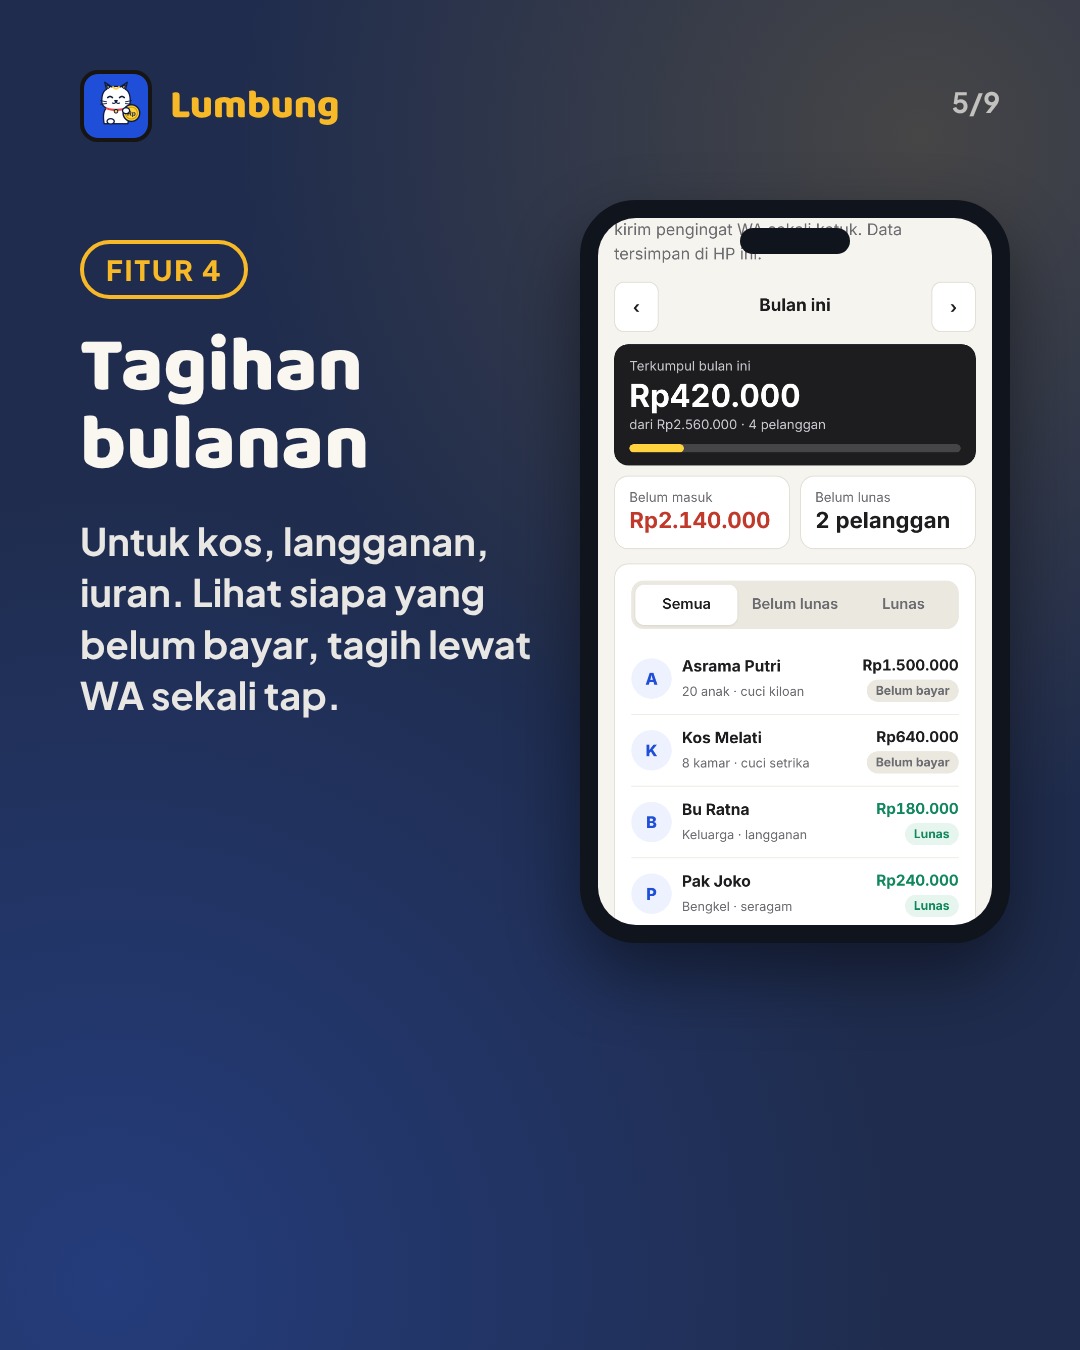 Lumbung
5/9
FITUR 4
Tagihan
bulanan
Untuk kos, langganan,
iuran. Lihat siapa yang
belum bayar, tagih lewat
WA sekali tap.
kirim pengingat WA sekali ketuk. Data
tersimpan di HP ini.
‹ Bulan ini ›
Terkumpul bulan ini
Rp420.000
dari Rp2.560.000 · 4 pelanggan
Belum masuk
Rp2.140.000
Belum lunas
2 pelanggan
Semua Belum lunas Lunas
A Asrama Putri Rp1.500.000
20 anak · cuci kiloan Belum bayar
K Kos Melati Rp640.000
8 kamar · cuci setrika Belum bayar
B Bu Ratna Rp180.000
Keluarga · langganan Lunas
P Pak Joko Rp240.000
Bengkel · seragam Lunas